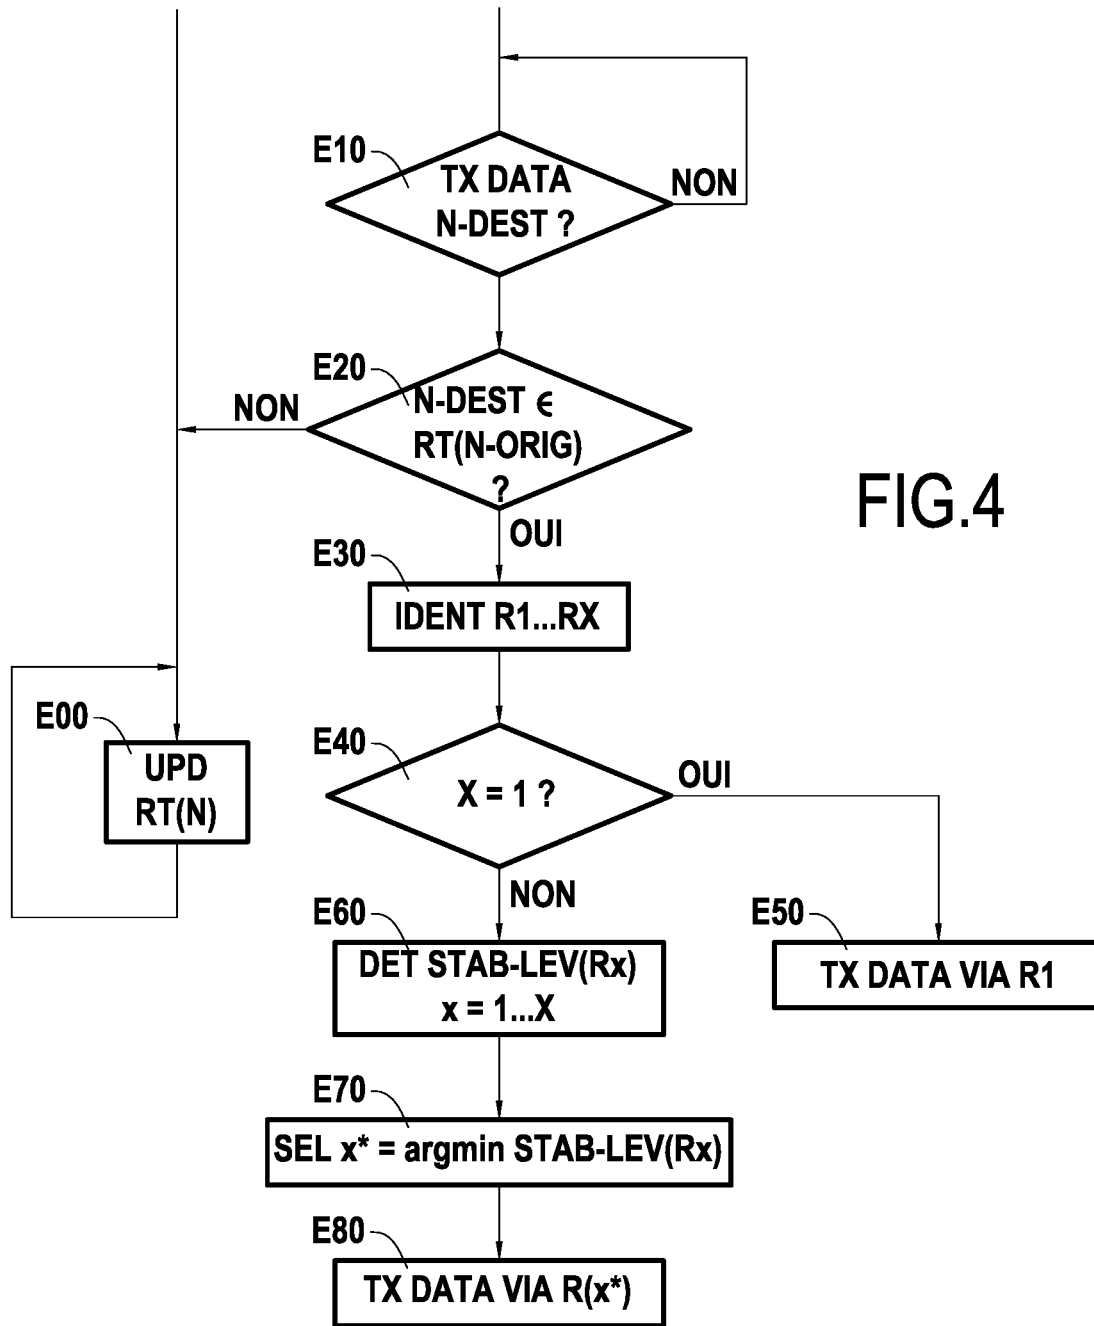 E10
TX DATA
N-DEST ?
NON
E20
N-DEST ϵ
RT(N-ORIG)
?
NON
OUI
FIG.4
E30
IDENT R1...RX
E00
UPD
RT(N)
E40
X = 1 ?
OUI
NON
E60
DET STAB-LEV(Rx)
x = 1...X
E50
TX DATA VIA R1
E70
SEL x* = argmin STAB-LEV(Rx)
E80
TX DATA VIA R(x*)